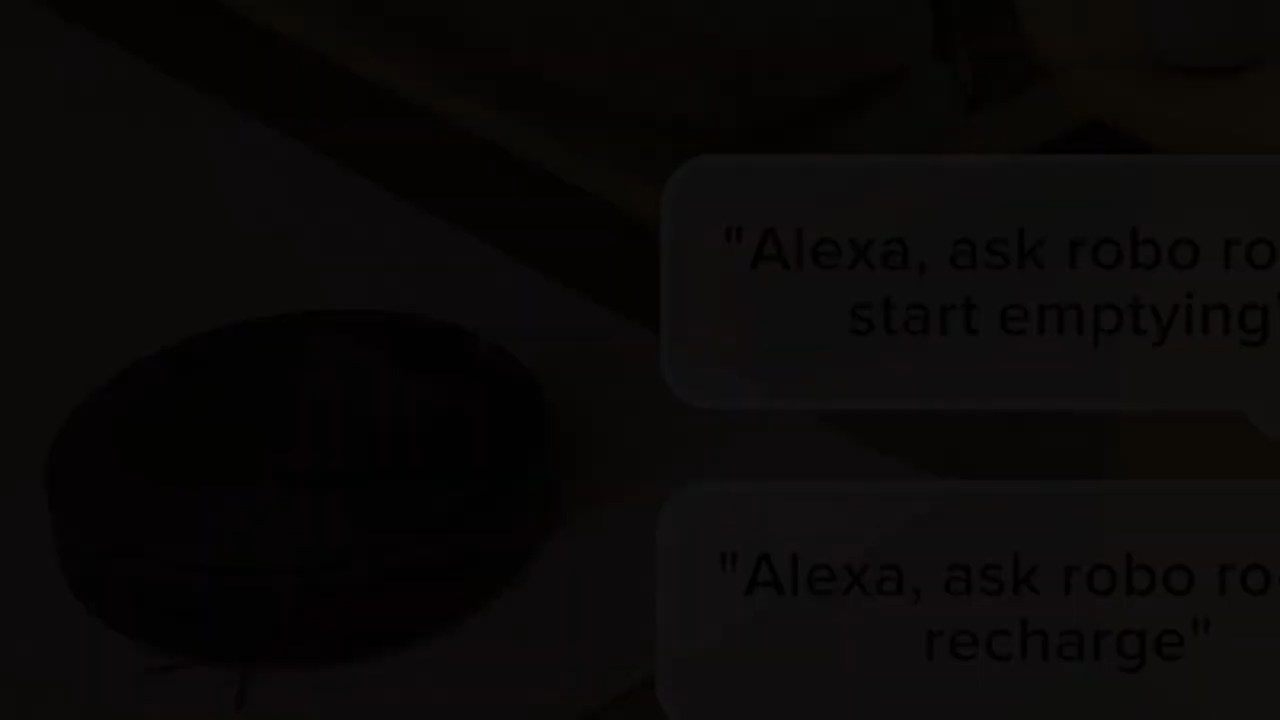 "Alexa, ask robo ro
start emptying"
"Alexa, ask robo ro
recharge"